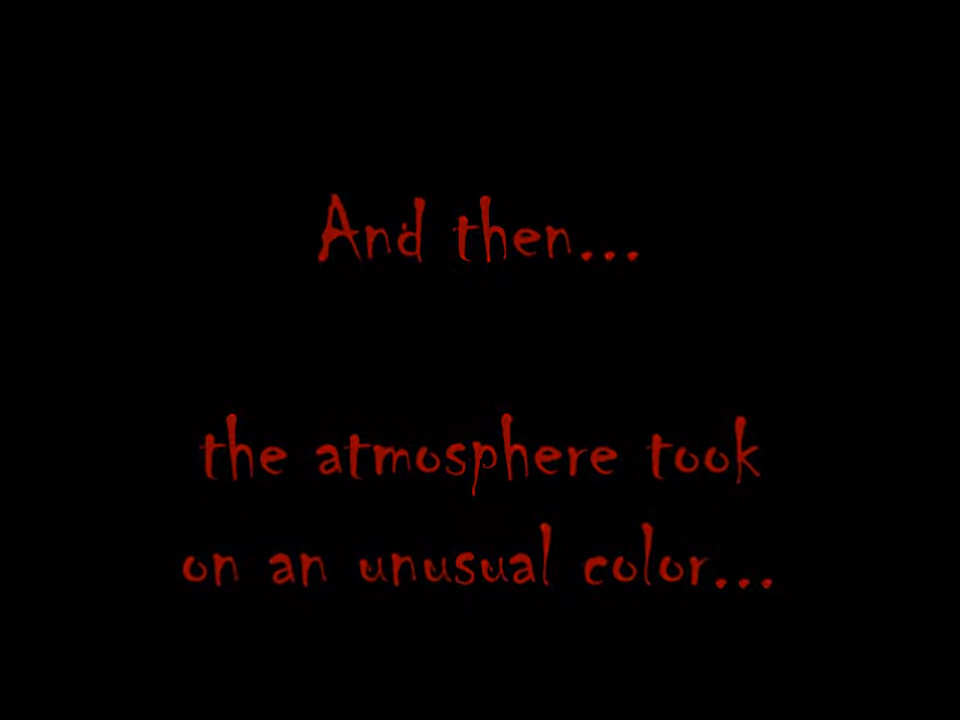 And then...
the atmosphere took
on an unusual color...